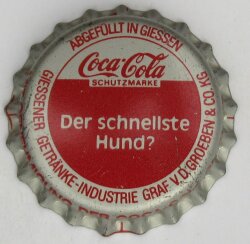 ABGEFÜLLT IN GIESSEN
Coca-Cola
SCHUTZMARKE
Der schnellste
Hund?
GIESSENER GETRÄNKE-INDUSTRIE GRAF V. D. GROEBEN & CO. KG